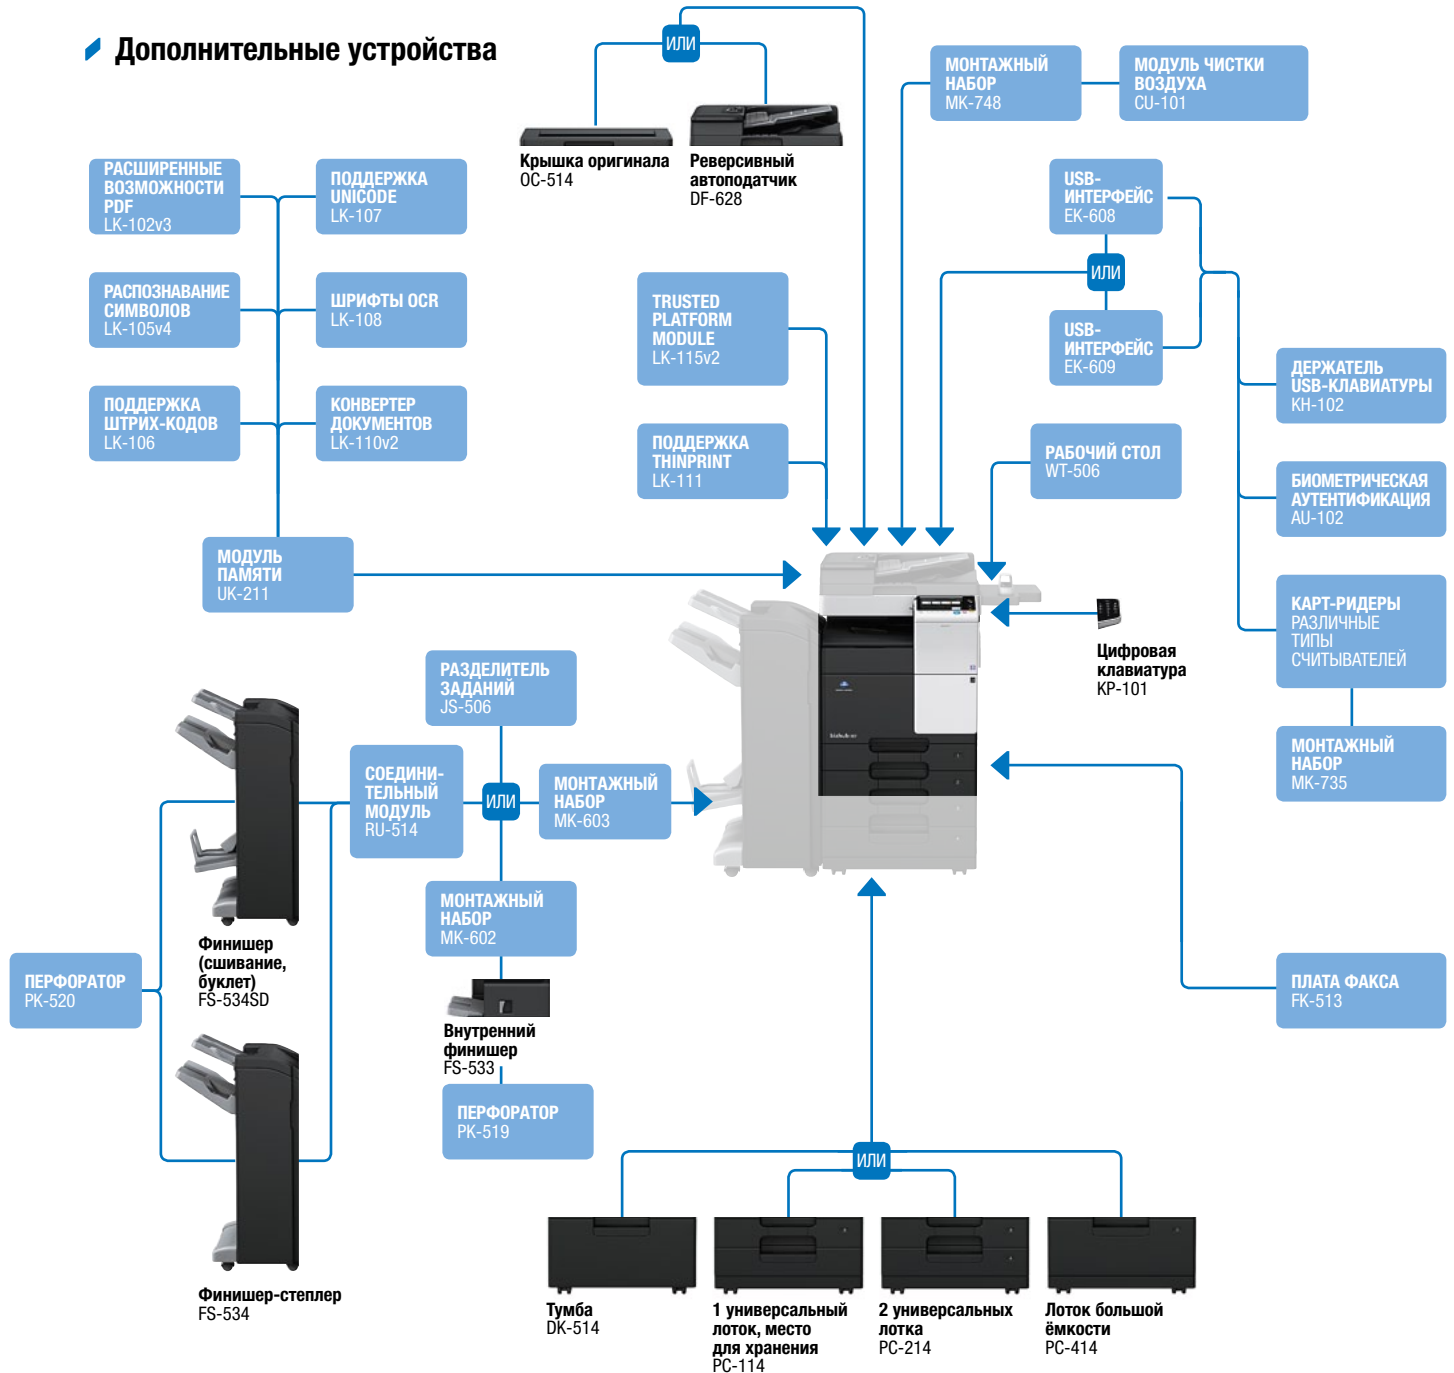 Дополнительные устройства
ИЛИ
МОНТАЖНЫЙ
НАБОР
MK-748
МОДУЛЬ ЧИСТКИ
ВОЗДУХА
CU-101
Крышка оригинала
OC-514
Реверсивный
автоподатчик
DF-628
РАСШИРЕННЫЕ
ВОЗМОЖНОСТИ
PDF
LK-102v3
ПОДДЕРЖКА
UNICODE
LK-107
USB-
ИНТЕРФЕЙС
EK-608
ИЛИ
USB-
ИНТЕРФЕЙС
EK-609
РАСПОЗНАВАНИЕ
СИМВОЛОВ
LK-105v4
ШРИФТЫ OCR
LK-108
TRUSTED
PLATFORM
MODULE
LK-115v2
ДЕРЖАТЕЛЬ
USB-КЛАВИАТУРЫ
KH-102
ПОДДЕРЖКА
ШТРИХ-КОДОВ
LK-106
КОНВЕРТЕР
ДОКУМЕНТОВ
LK-110v2
ПОДДЕРЖКА
THINPRINT
LK-111
РАБОЧИЙ СТОЛ
WT-506
БИОМЕТРИЧЕСКАЯ
АУТЕНТИФИКАЦИЯ
AU-102
МОДУЛЬ
ПАМЯТИ
UK-211
КАРТ-РИДЕРЫ
РАЗЛИЧНЫЕ
ТИПЫ
СЧИТЫВАТЕЛЕЙ
Цифровая
клавиатура
KP-101
РАЗДЕЛИТЕЛЬ
ЗАДАНИЙ
JS-506
МОНТАЖНЫЙ
НАБОР
MK-735
СОЕДИНИ-
ТЕЛЬНЫЙ
МОДУЛЬ
RU-514
ИЛИ
МОНТАЖНЫЙ
НАБОР
MK-603
МОНТАЖНЫЙ
НАБОР
MK-602
Финишер
(сшивание,
буклет)
FS-534SD
ПЕРФОРАТОР
PK-520
ПЛАТА ФАКСА
FK-513
Внутренний
финишер
FS-533
ПЕРФОРАТОР
PK-519
ИЛИ
Финишер-степлер
FS-534
Тумба
DK-514
1 универсальный
лоток, место
для хранения
PC-114
2 универсальных
лотка
PC-214
Лоток большой
ёмкости
PC-414